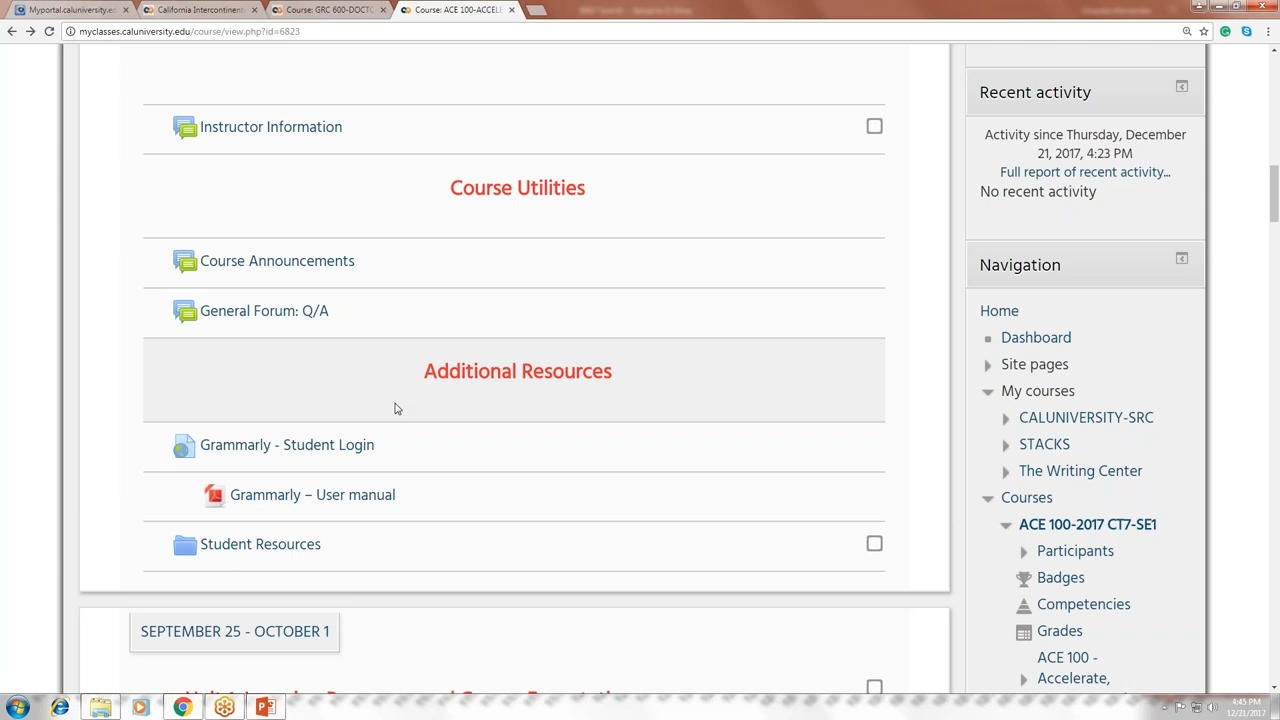 Myportal.caluniversity.e
California Intercontinent
Course: GRC 600-DOCT
Course: ACE 100-ACCELE
myclasses.caluniversity.edu/course/view.php?id=6823
Instructor Information
Course Utilities
Course Announcements
General Forum: Q/A
Additional Resources
Grammarly - Student Login
Grammarly – User manual
Student Resources
SEPTEMBER 25 - OCTOBER 1
Recent activity
Activity since Thursday, December
21, 2017, 4:23 PM
Full report of recent activity...
No recent activity
Navigation
Home
Dashboard
Site pages
My courses
CALUNIVERSITY-SRC
STACKS
The Writing Center
Courses
ACE 100-2017 CT7-SE1
Participants
Badges
Competencies
Grades
ACE 100 -
Accelerate,
4:45 PM
12/21/2017